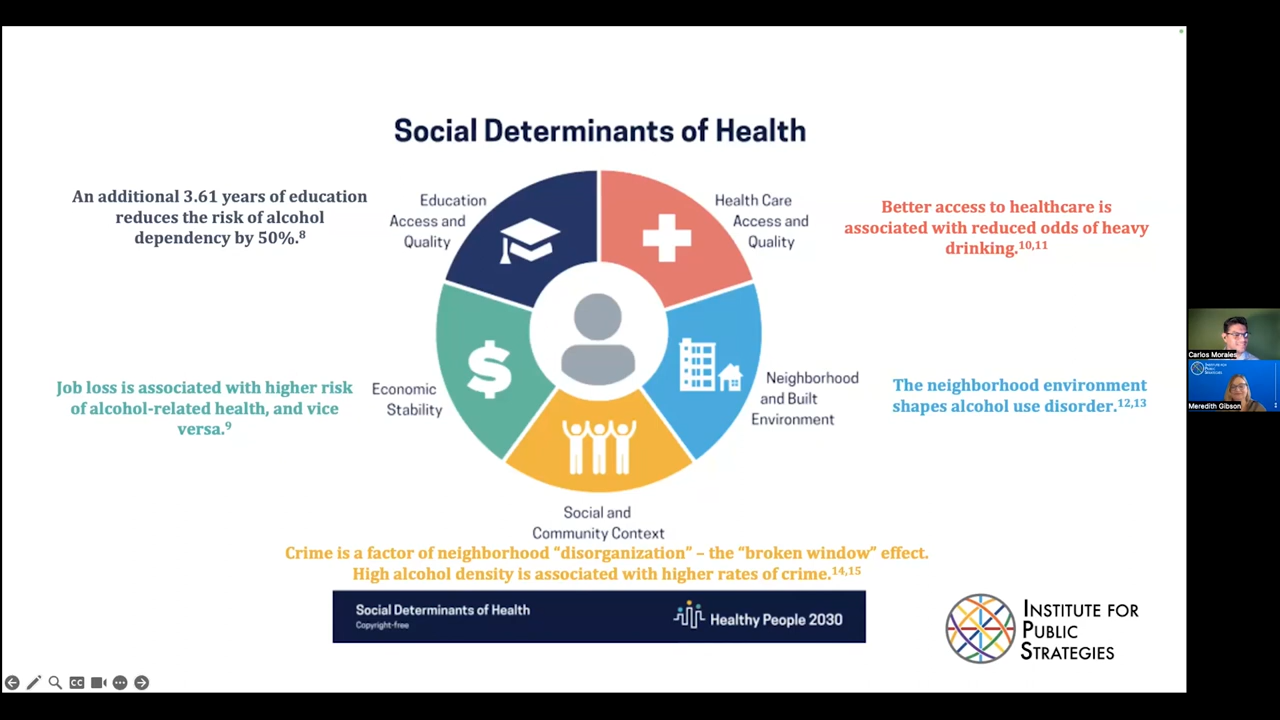 Social Determinants of Health
An additional 3.61 years of education
reduces the risk of alcohol
dependency by 50%.8
Education
Access and
Quality
Health Care
Access and
Quality
Better access to healthcare is
associated with reduced odds of heavy
drinking.10,11
Job loss is associated with higher risk
of alcohol-related health, and vice
versa.9
Economic
Stability
$
Neighborhood
and Built
Environment
The neighborhood environment
shapes alcohol use disorder.12,13
Social and
Community Context
Crime is a factor of neighborhood “disorganization” – the “broken window” effect.
High alcohol density is associated with higher rates of crime.14,15
Social Determinants of Health
Copyright-free
Healthy People 2030
INSTITUTE FOR
PUBLIC
STRATEGIES
CC
Carlos Morales
INSTITUTE FOR
PUBLIC
STRATEGIES
Meredith Gibson